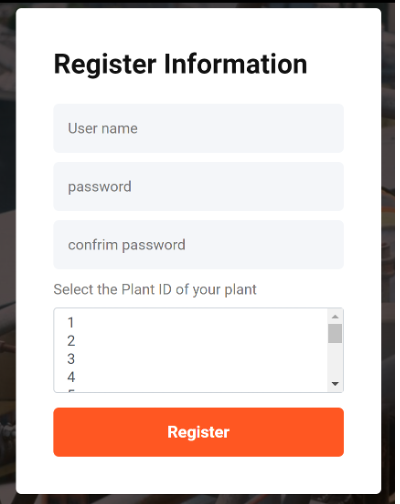 Register Information
User name
password
confrim password
Select the Plant ID of your plant
1
2
3
4
Register